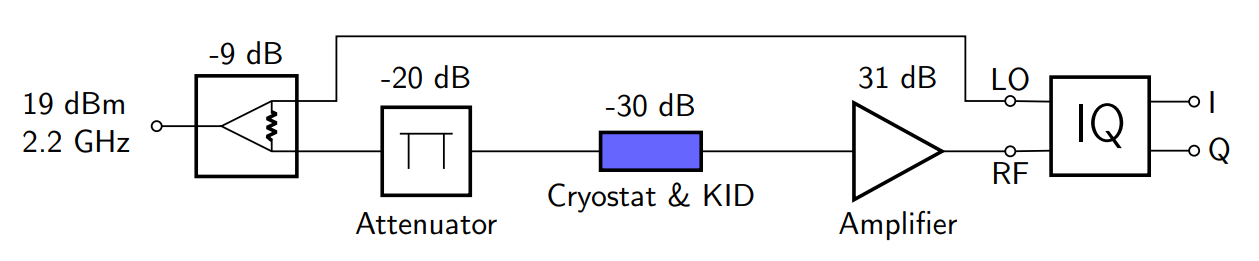 -9 dB
19 dBm
2.2 GHz
-20 dB
Attenuator
-30 dB
Cryostat & KID
31 dB
Amplifier
LO
RF
IQ
I
Q